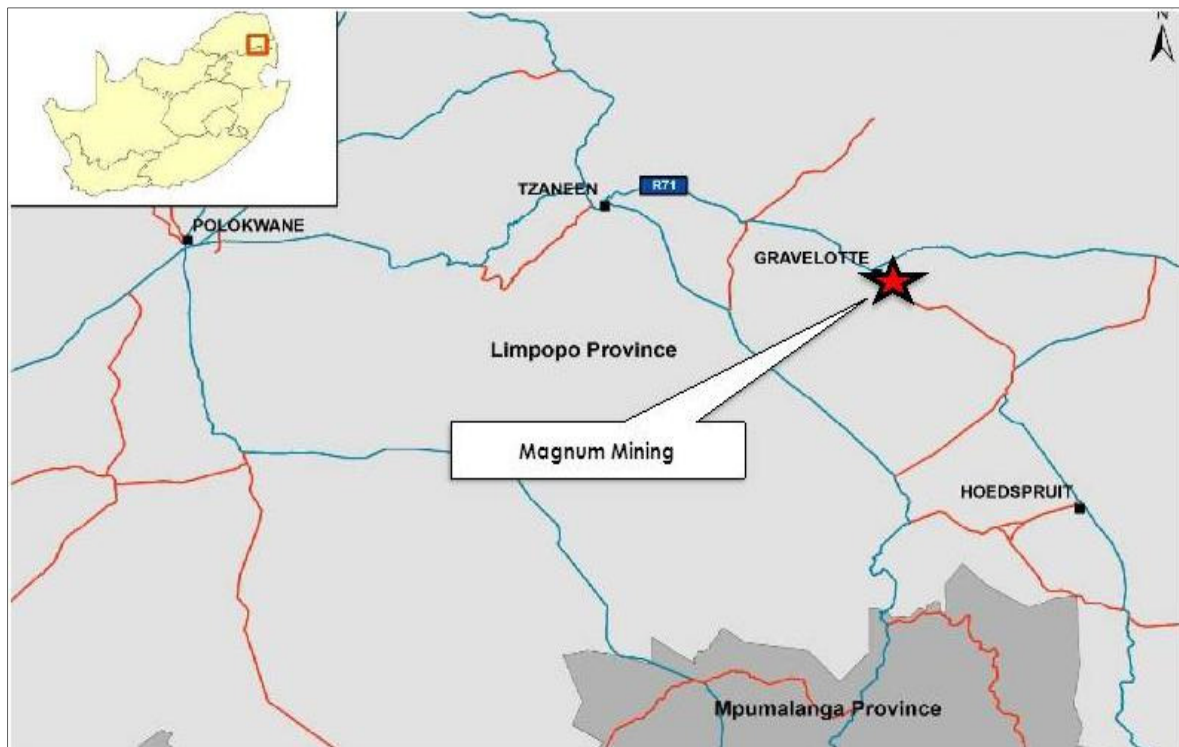 N
TZANEEN
R71
POLOKWANE
GRAVELOTTE
Limpopo Province
Magnum Mining
HOEDSPRUIT
Mpumalanga Province